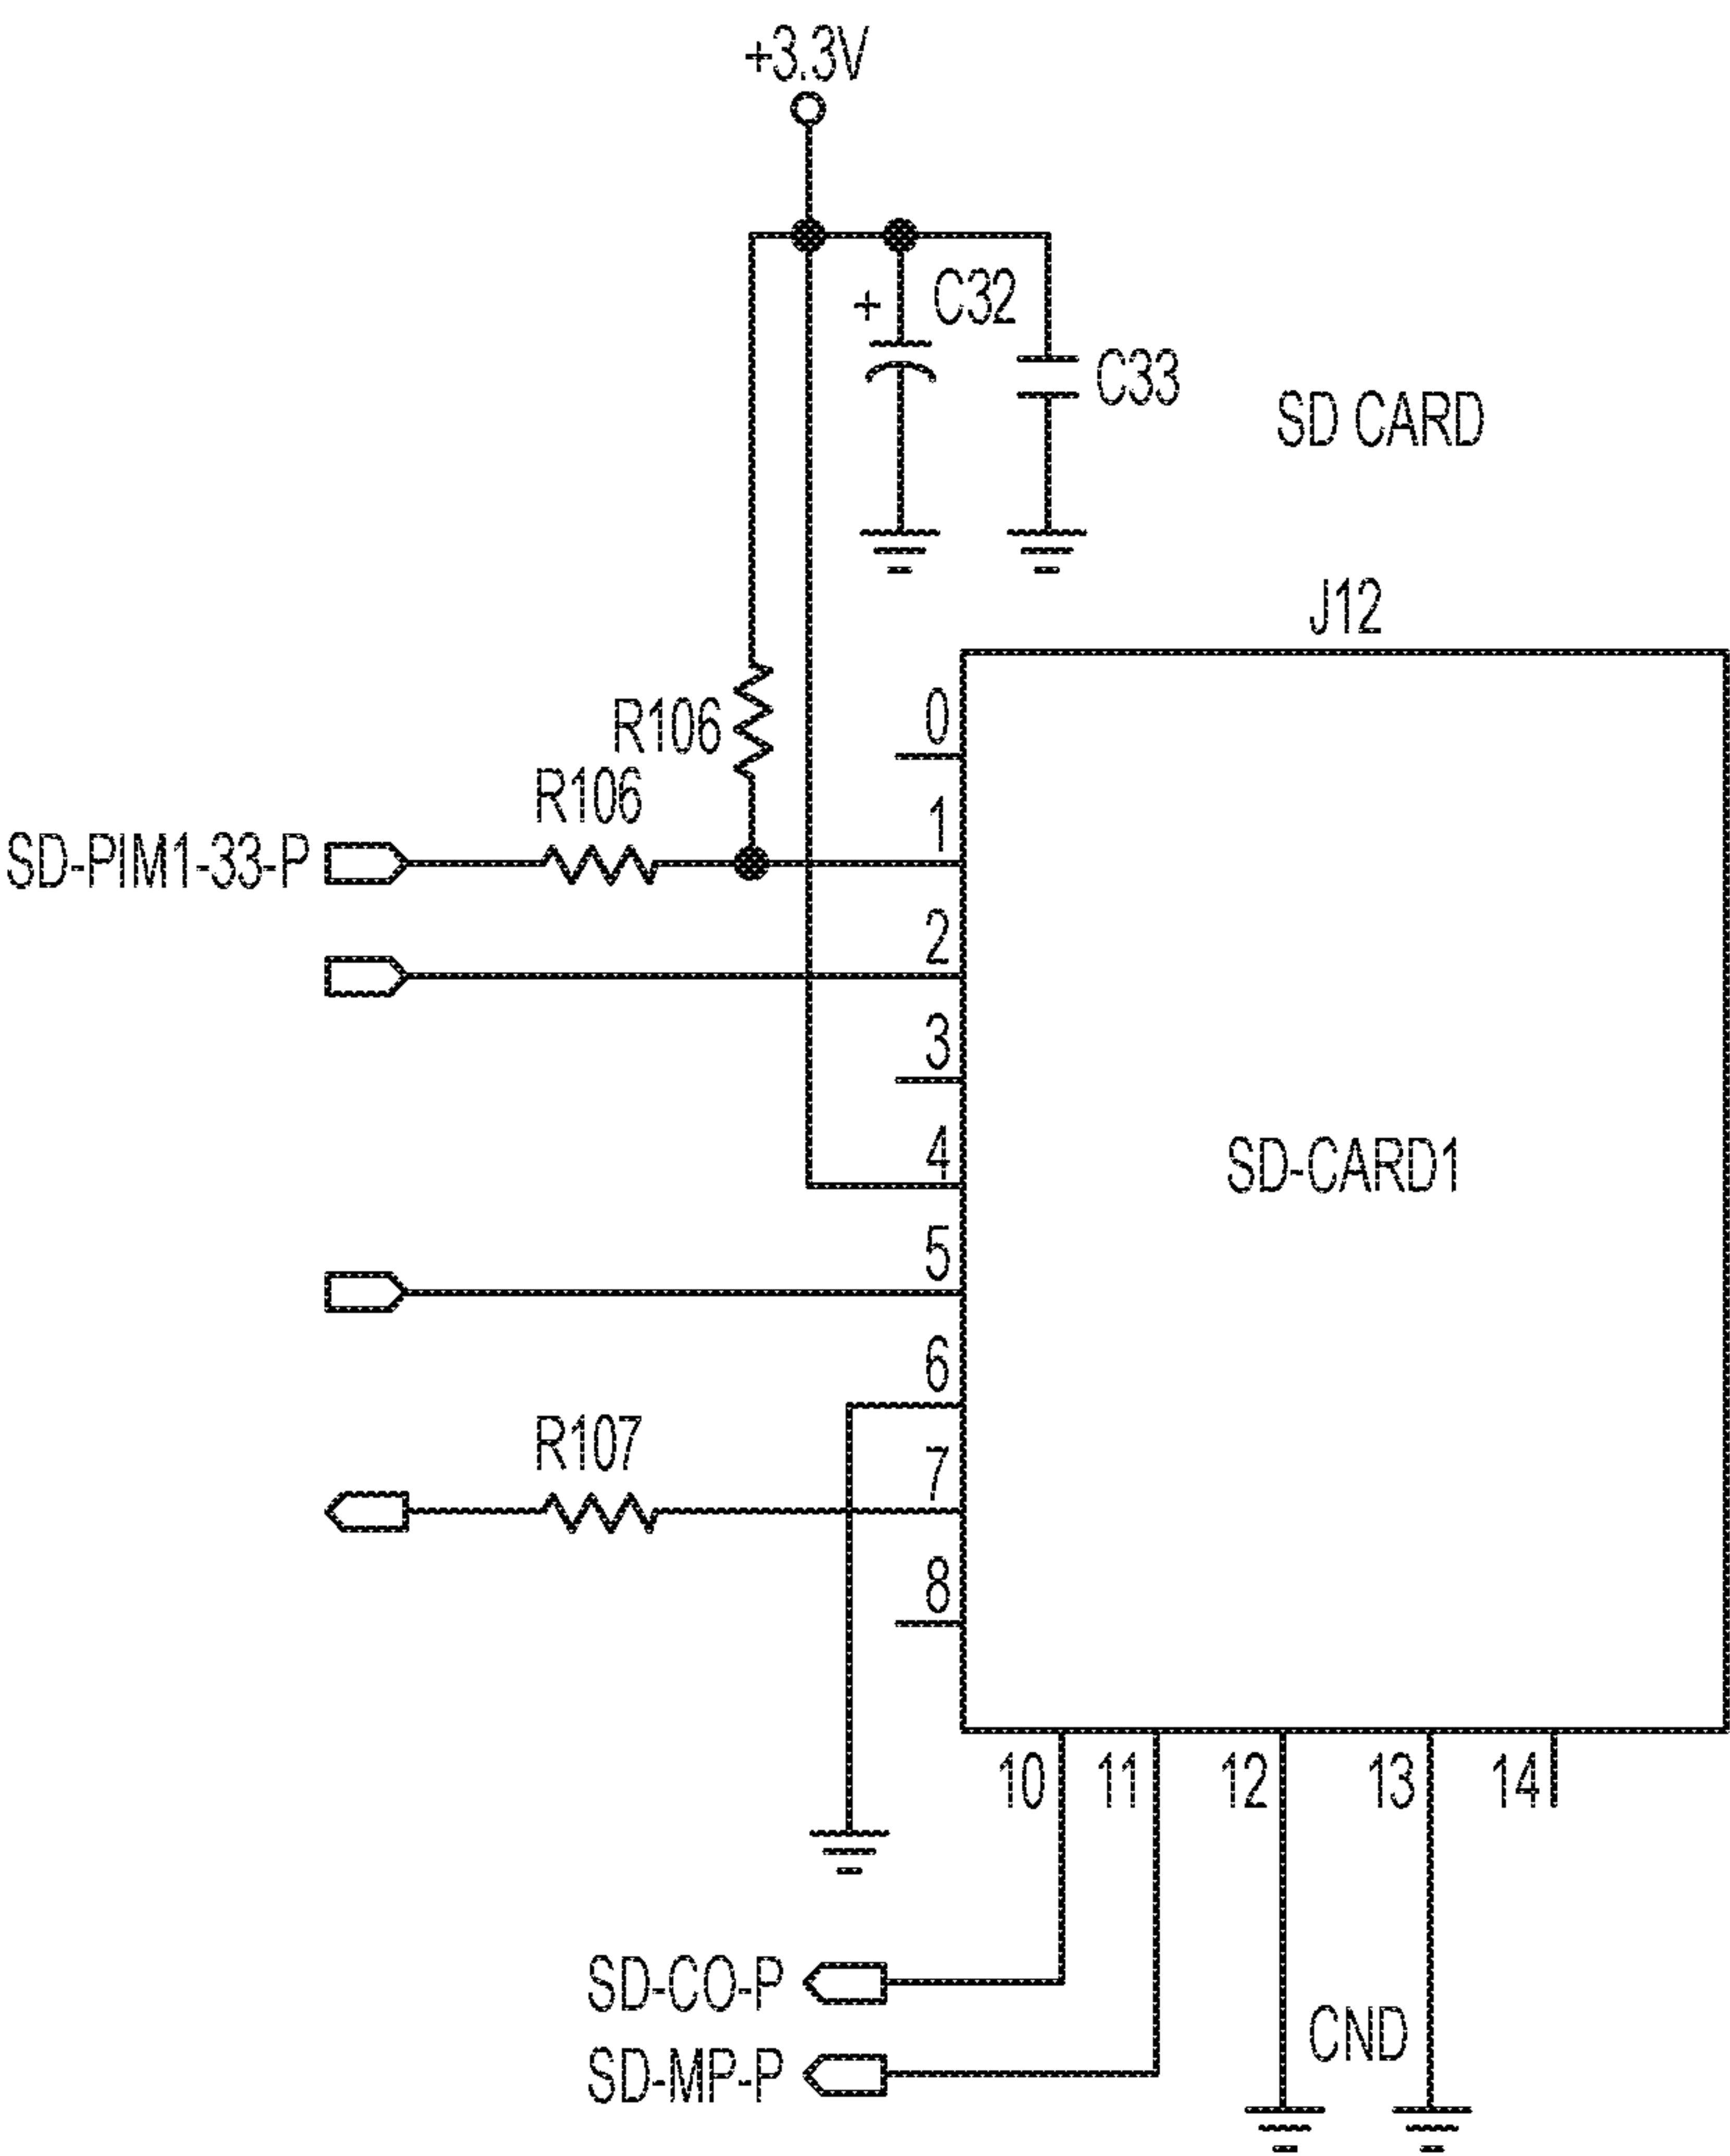 +3.3V
+ C32
C33
SD CARD
J12
0
R106
R106
1
SD-PIM1-33-P
2
3
4
SD-CARD1
5
6
R107
7
8
10 11 12 13 14
SD-CO-P
CND
SD-MP-P